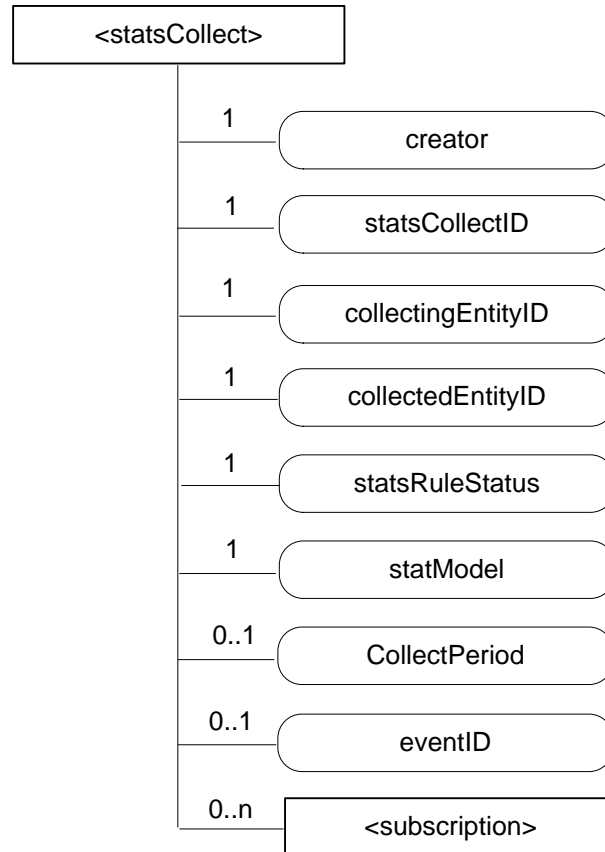 <statsCollect>
1
creator
1
statsCollectID
1
collectingEntityID
1
collectedEntityID
1
statsRuleStatus
1
statModel
0..1
CollectPeriod
0..1
eventID
0..n
<subscription>